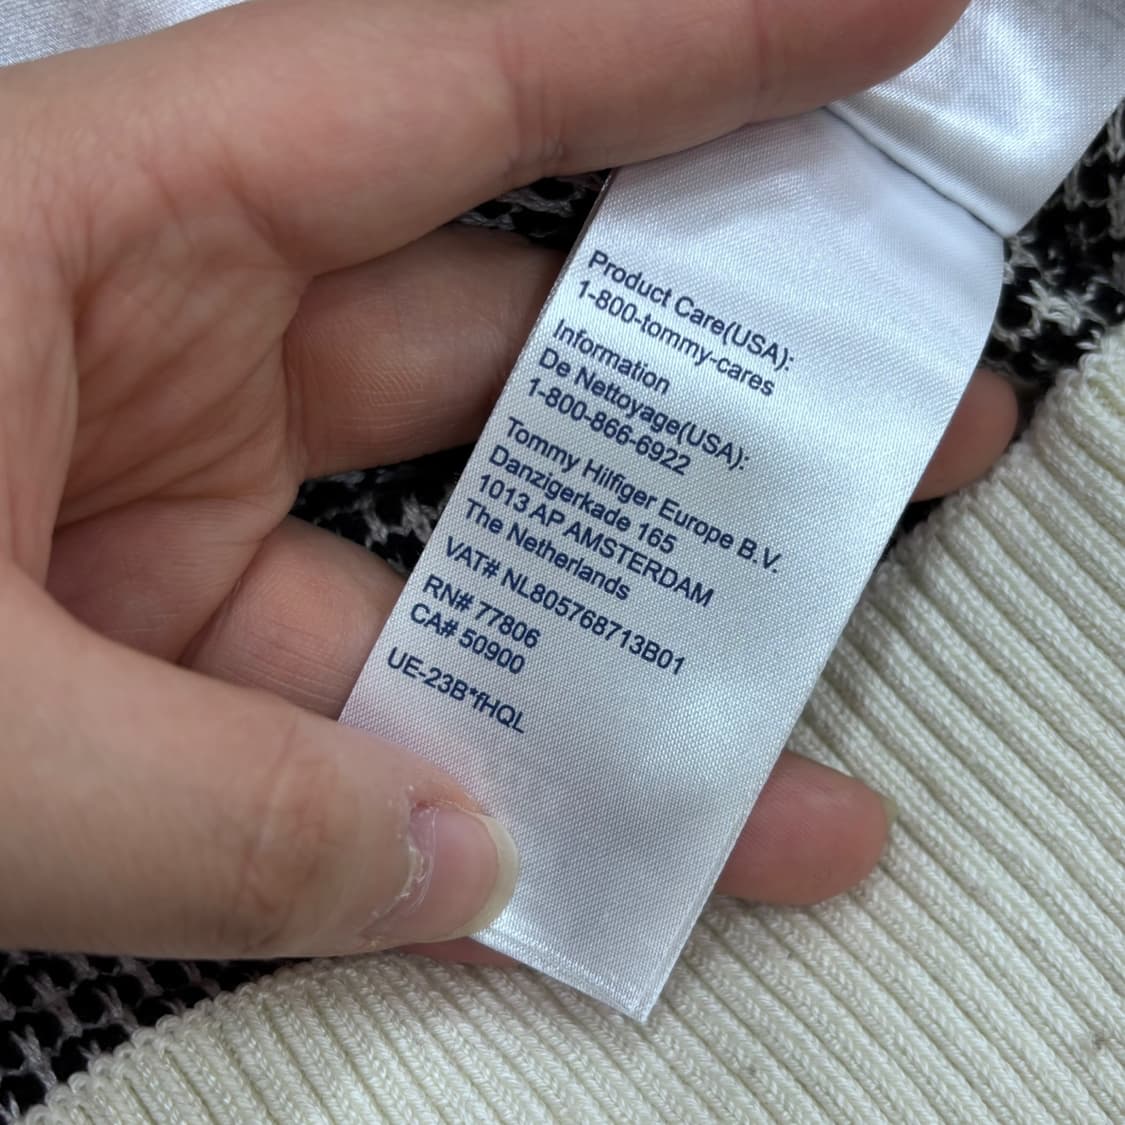 Product Care(USA):
1-800-tommy-cares
Information
De Nettoyage(USA):
1-800-866-6922
Tommy Hilfiger Europe B.V.
Danzigerkade 165
1013 AP AMSTERDAM
The Netherlands
VAT# NL805768713B01
RN# 77806
CA# 50900
UE-23B*fHQL